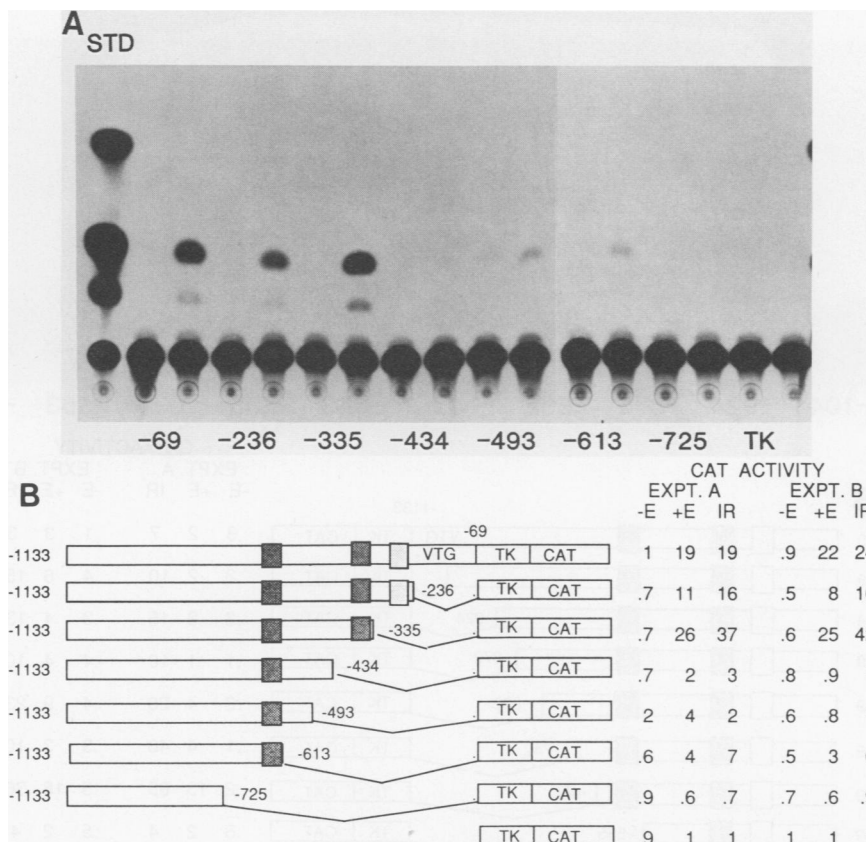 A
STD
-69 -236 -335 -434 -493 -613 -725 TK
CAT ACTIVITY
B
EXPT. A EXPT. B
-E +E IR -E +E
-69
-1133 VTG TK CAT 1 19 19 .9 22
-1133 -236 TK CAT .7 11 16 .5 8
-1133 -335 TK CAT .7 26 37 .6 25
-1133 -434 TK CAT .7 2 3 .8 .9
-1133 -493 TK CAT 2 4 2 .6 .8
-1133 -613 TK CAT .6 4 7 .5 3
-1133 -725 TK CAT .9 .6 .7 .7 .6
TK CAT 9 1 1 1 1